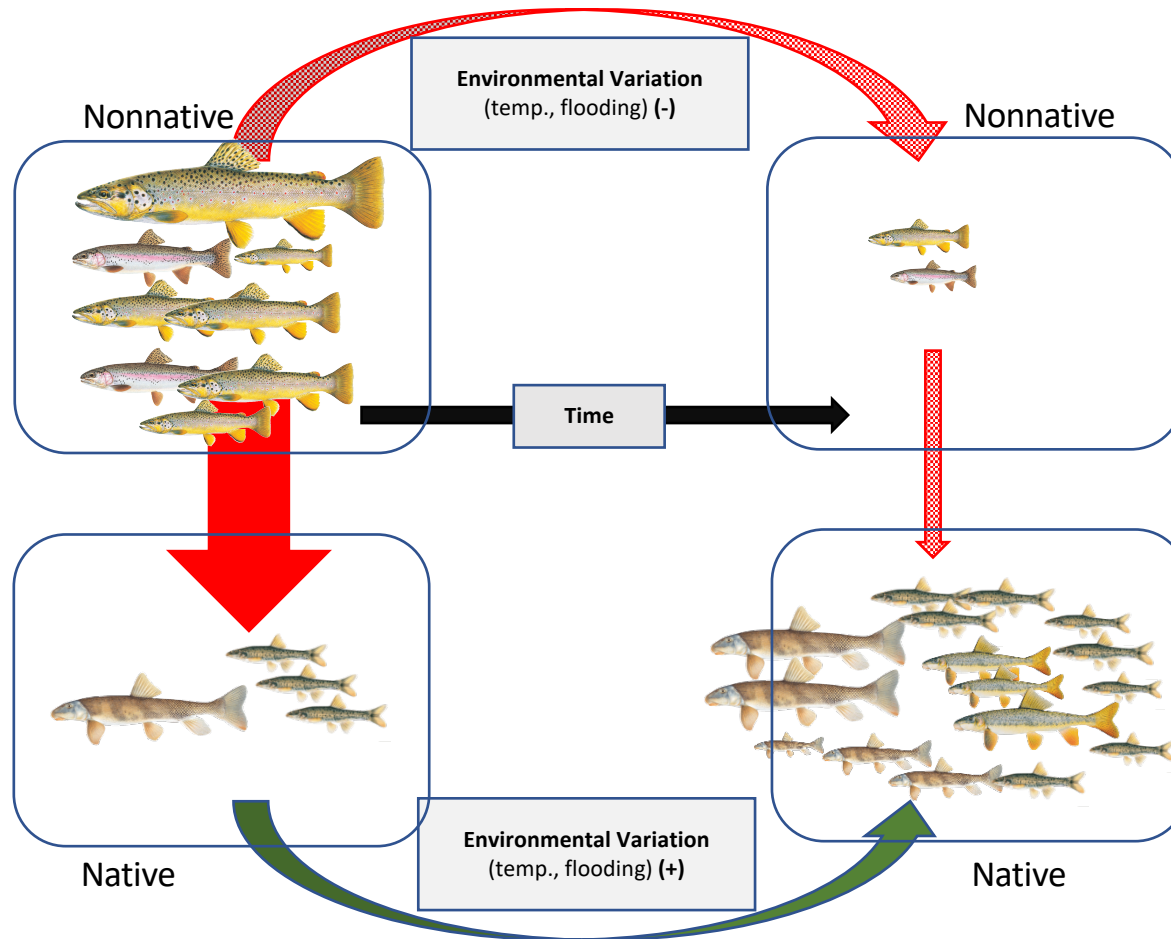 Environmental Variation
(temp., flooding) (-)
Nonnative
Nonnative
Time
Environmental Variation
(temp., flooding) (+)
Native
Native